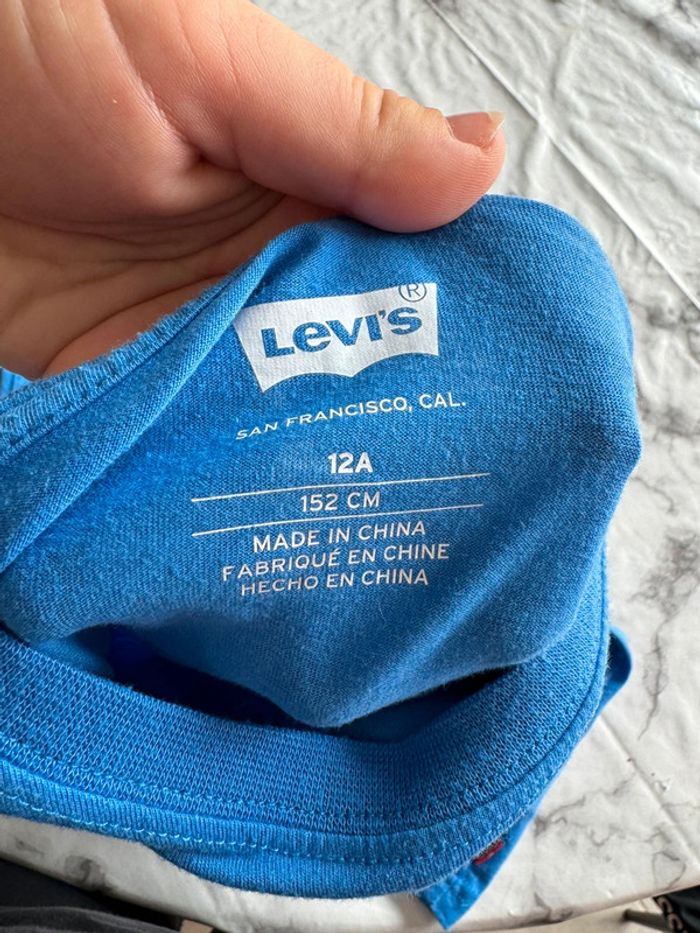 Levi's®
SAN FRANCISCO, CAL.
12A
152 CM
MADE IN CHINA
FABRIQUÉ EN CHINE
HECHO EN CHINA